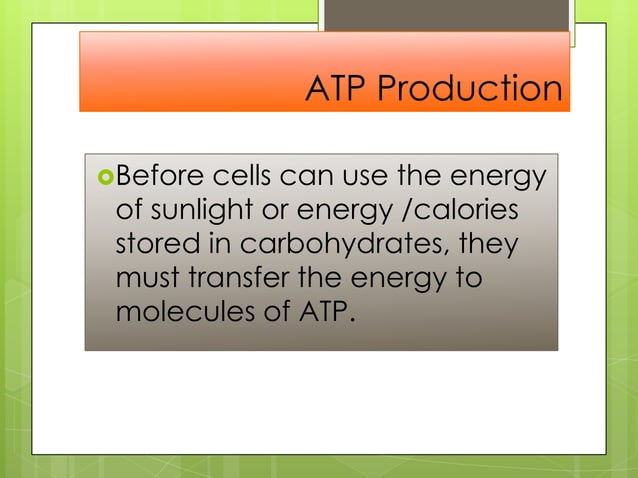 ATP Production
Before cells can use the energy
of sunlight or energy /calories
stored in carbohydrates, they
must transfer the energy to
molecules of ATP.